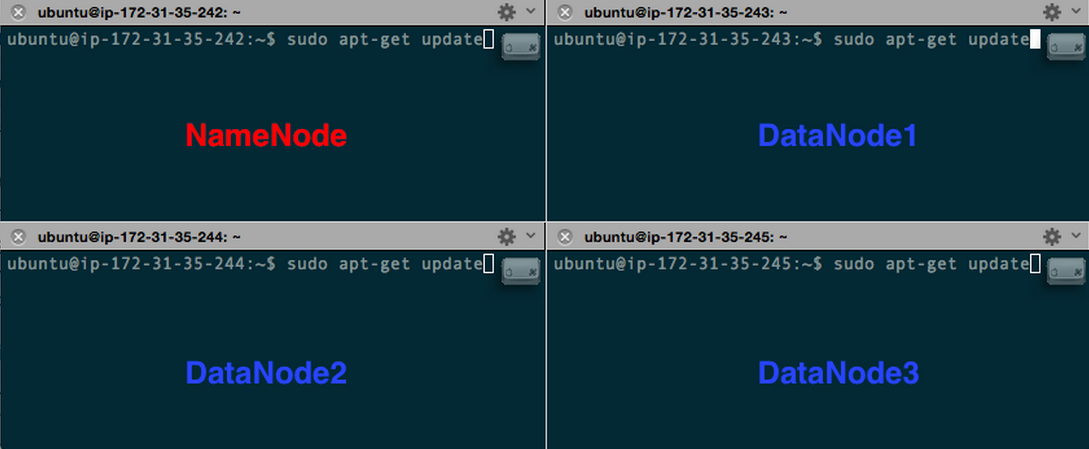 ubuntu@ip-172-31-35-242: ~
ubuntu@ip-172-31-35-242:~$ sudo apt-get update
NameNode
ubuntu@ip-172-31-35-243: ~
ubuntu@ip-172-31-35-243:~$ sudo apt-get update
DataNode1
ubuntu@ip-172-31-35-244: ~
ubuntu@ip-172-31-35-244:~$ sudo apt-get update
DataNode2
ubuntu@ip-172-31-35-245: ~
ubuntu@ip-172-31-35-245:~$ sudo apt-get update
DataNode3